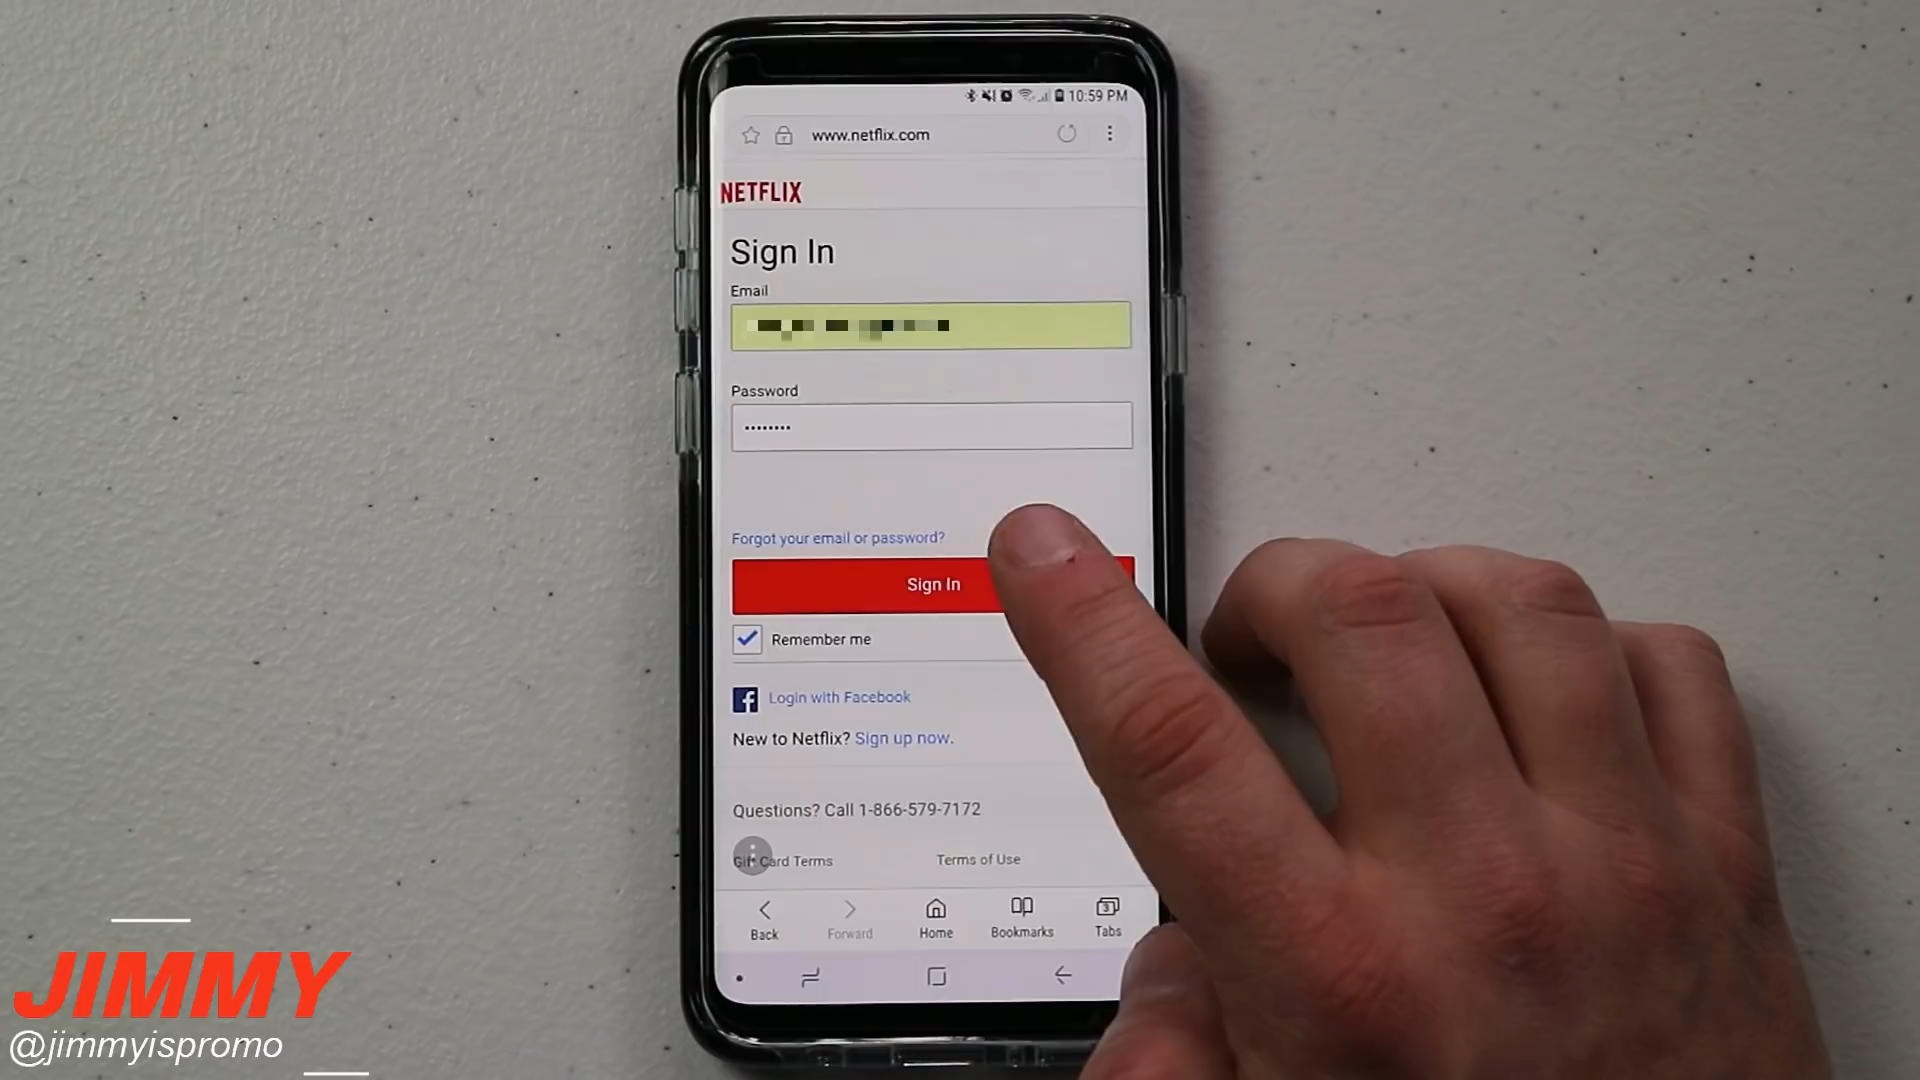 10:59 PM
www.netflix.com
NETFLIX
Sign In
Email
Password
••••••••
Forgot your email or password?
Sign In
Remember me
Login with Facebook
New to Netflix? Sign up now.
Questions? Call 1-866-579-7172
Gift Card Terms Terms of Use
3
Back Forward Home Bookmarks Tabs
JIMMY
@jimmyispromo